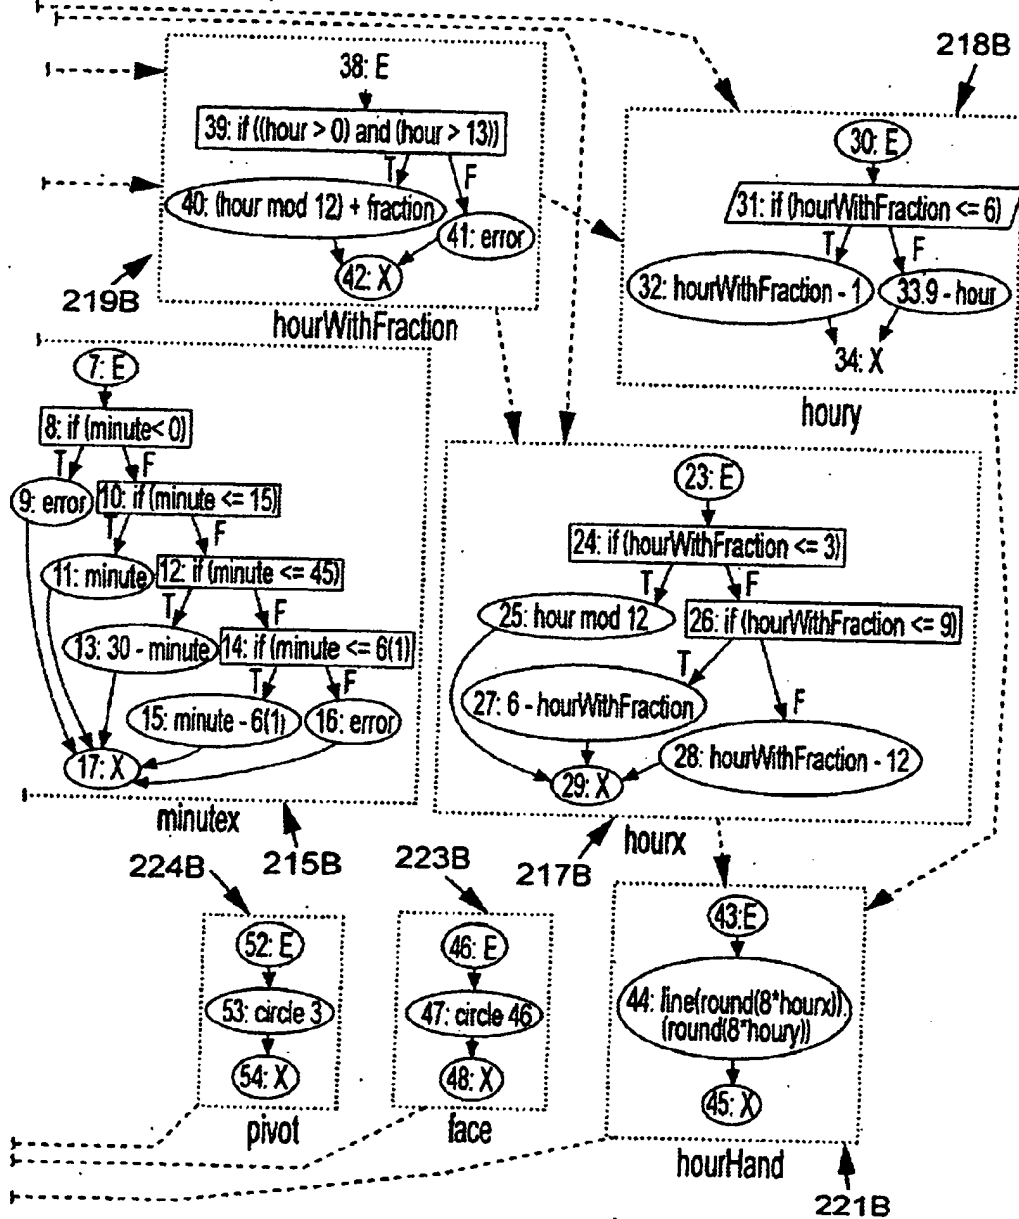 218B
38: E
39: if ((hour > 0) and (hour > 13))
T
F
40: (hour mod 12) + fraction
41: error
42: X
219B
hourWithFraction
30: E
31: if (hourWithFraction <= 6)
T
F
32: hourWithFraction - 1
33.9 - hour
34: X
houry
7: E
8: if (minute< 0)
T
F
9: error
10: if (minute <= 15)
T
F
11: minute
12: if (minute <= 45)
T
F
13: 30 - minute
14: if (minute <= 6(1)
T
F
15: minute - 6(1)
16: error
17: X
minutex
215B
23: E
24: if (hourWithFraction <= 3)
T
F
25: hour mod 12
26: if (hourWithFraction <= 9)
T
F
27: 6 - hourWithFraction
28: hourWithFraction - 12
29: X
hourx
217B
224B
223B
52: E
53: circle 3
54: X
pivot
46: E
47: circle 46
48: X
face
43:E
44: line(round(8*hourx)).
(round(8*houry))
45: X
hourHand
221B